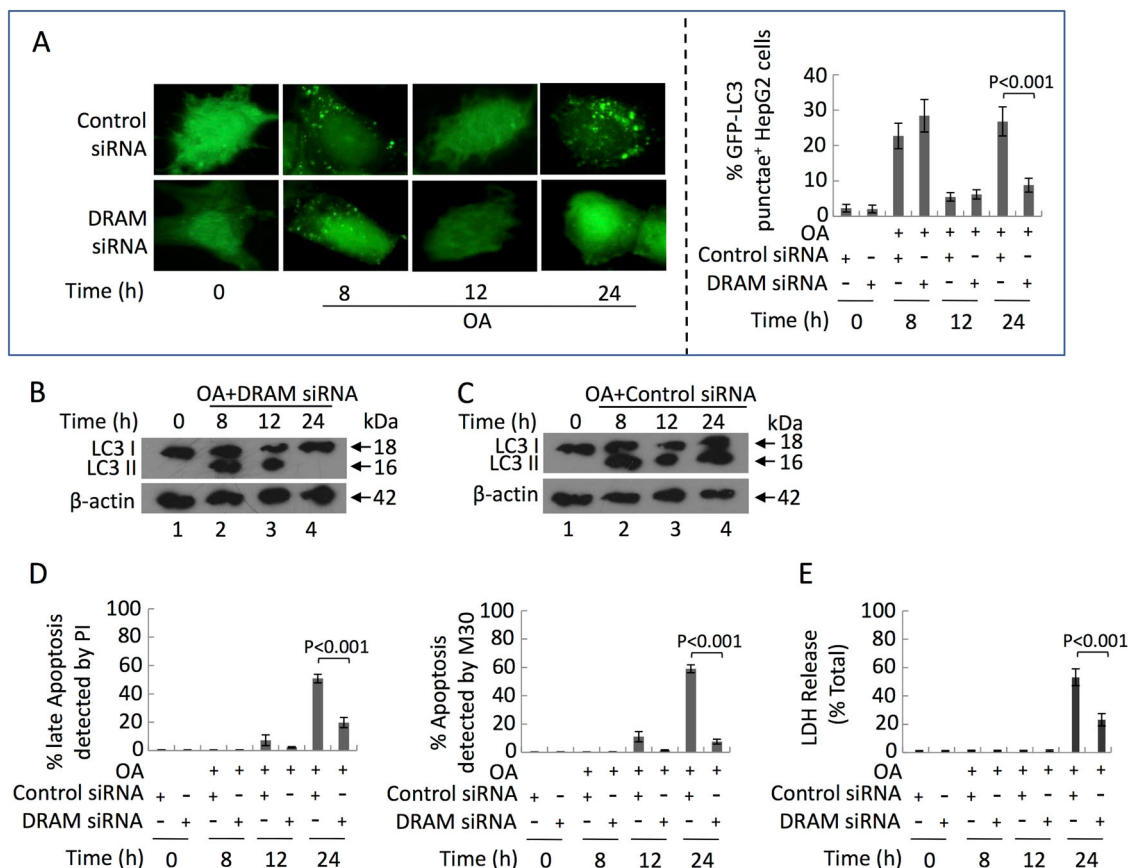 A
Control
siRNA
DRAM
siRNA
Time (h) 0 8 12 24
OA
% GFP-LC3
punctae+ HepG2 cells
40
30
20
10
0
P<0.001
OA + + + + + +
Control siRNA + - + - + - + -
DRAM siRNA - + - + - + - +
Time (h) 0 8 12 24
B
OA+DRAM siRNA
Time (h) 0 8 12 24 kDa
LC3 I 18
LC3 II 16
β-actin 42
1 2 3 4
C
OA+Control siRNA
Time (h) 0 8 12 24 kDa
LC3 I 18
LC3 II 16
β-actin 42
1 2 3 4
D
% late Apoptosis
detected by PI
100
80
60
40
20
0
P<0.001
OA + + + + + +
Control siRNA + - + - + - + -
DRAM siRNA - + - + - + - +
Time (h) 0 8 12 24
% Apoptosis
detected by M30
100
80
60
40
20
0
P<0.001
OA + + + + + +
Control siRNA + - + - + - + -
DRAM siRNA - + - + - + - +
Time (h) 0 8 12 24
E
LDH Release
(% Total)
100
80
60
40
20
0
P<0.001
OA + + + + + +
Control siRNA + - + - + - + -
DRAM siRNA - + - + - + - +
Time (h) 0 8 12 24